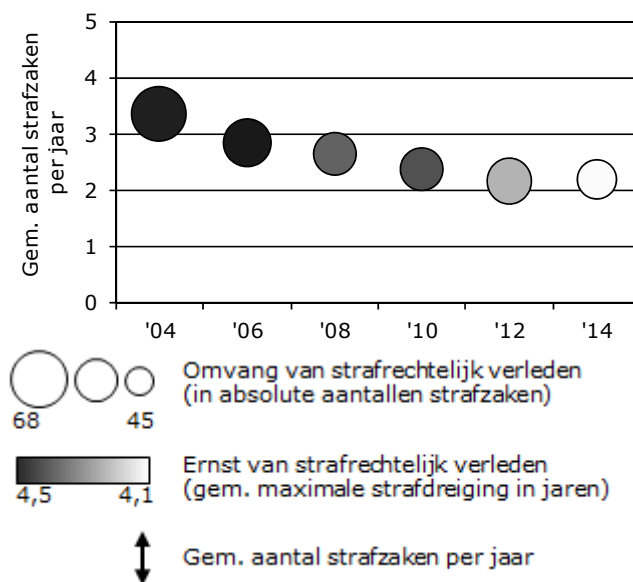 Gem. aantal strafzaken
per jaar
5
4
3
2
1
0
'04 '06 '08 '10 '12 '14
Omvang van strafrechtelijk verleden
(in absolute aantallen strafzaken)
68 45
Ernst van strafrechtelijk verleden
(gem. maximale strafdreiging in jaren)
4,5 4,1
Gem. aantal strafzaken per jaar